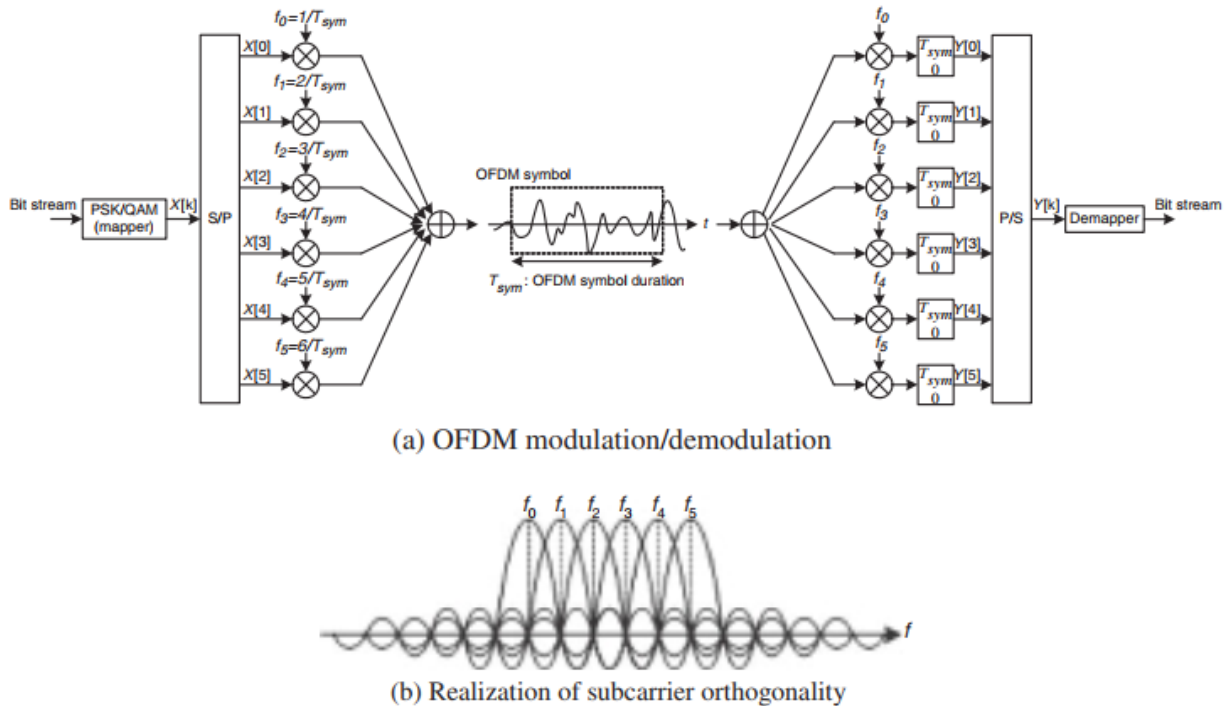 f₀=1/Tsym
X[0]
f₁=2/Tsym
X[1]
f₂=3/Tsym
X[2]
f₃=4/Tsym
X[3]
f₄=5/Tsym
X[4]
f₅=6/Tsym
X[5]
Bit stream
PSK/QAM
(mapper)
X[k]
S/P
OFDM symbol
t
Tsym: OFDM symbol duration
f₀
Tsym
0
Y[0]
f₁
Tsym
0
Y[1]
f₂
Tsym
0
Y[2]
f₃
Tsym
0
Y[3]
f₄
Tsym
0
Y[4]
f₅
Tsym
0
Y[5]
P/S
Y[k]
Demapper
Bit stream
(a) OFDM modulation/demodulation
f₀ f₁ f₂ f₃ f₄ f₅
f
(b) Realization of subcarrier orthogonality